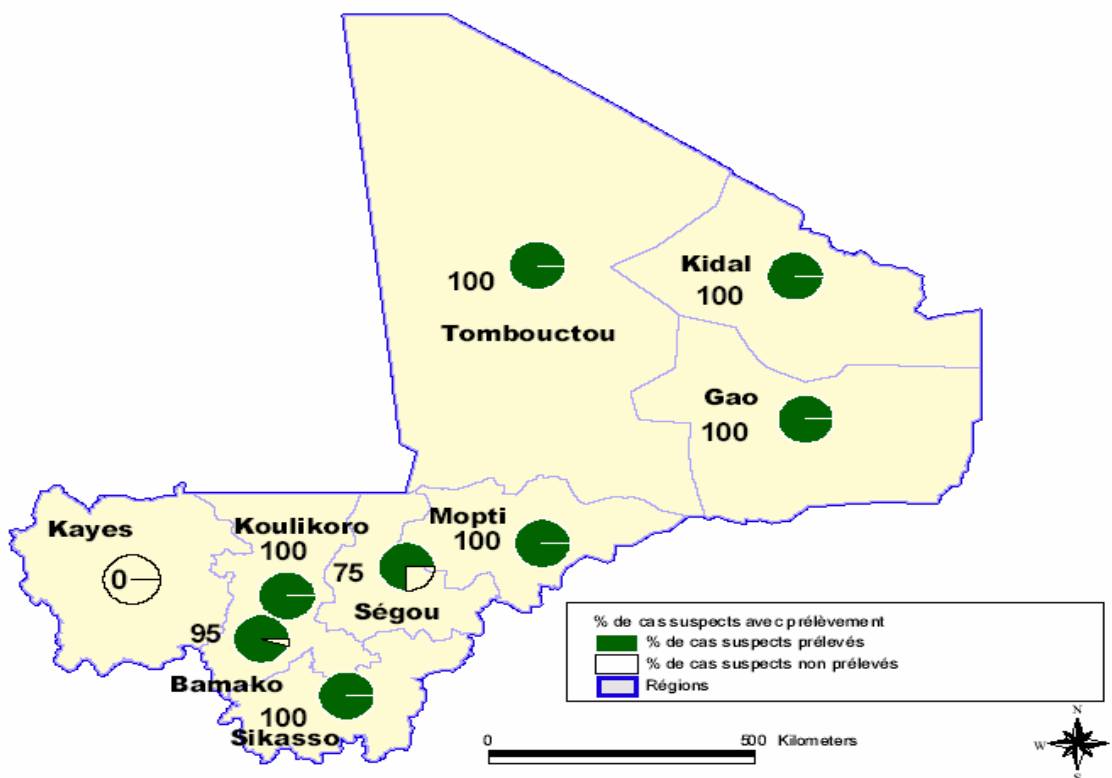 Kidal
100
100
Tombouctou
Gao
100
Kayes
0
Koulikoro
100
Mopti
100
75
Ségou
95
Bamako
100
Sikasso
% de cas suspects avec prélèvement
% de cas suspects prélevés
% de cas suspects non prélevés
Régions
0 500 Kilometers
N
W E
S